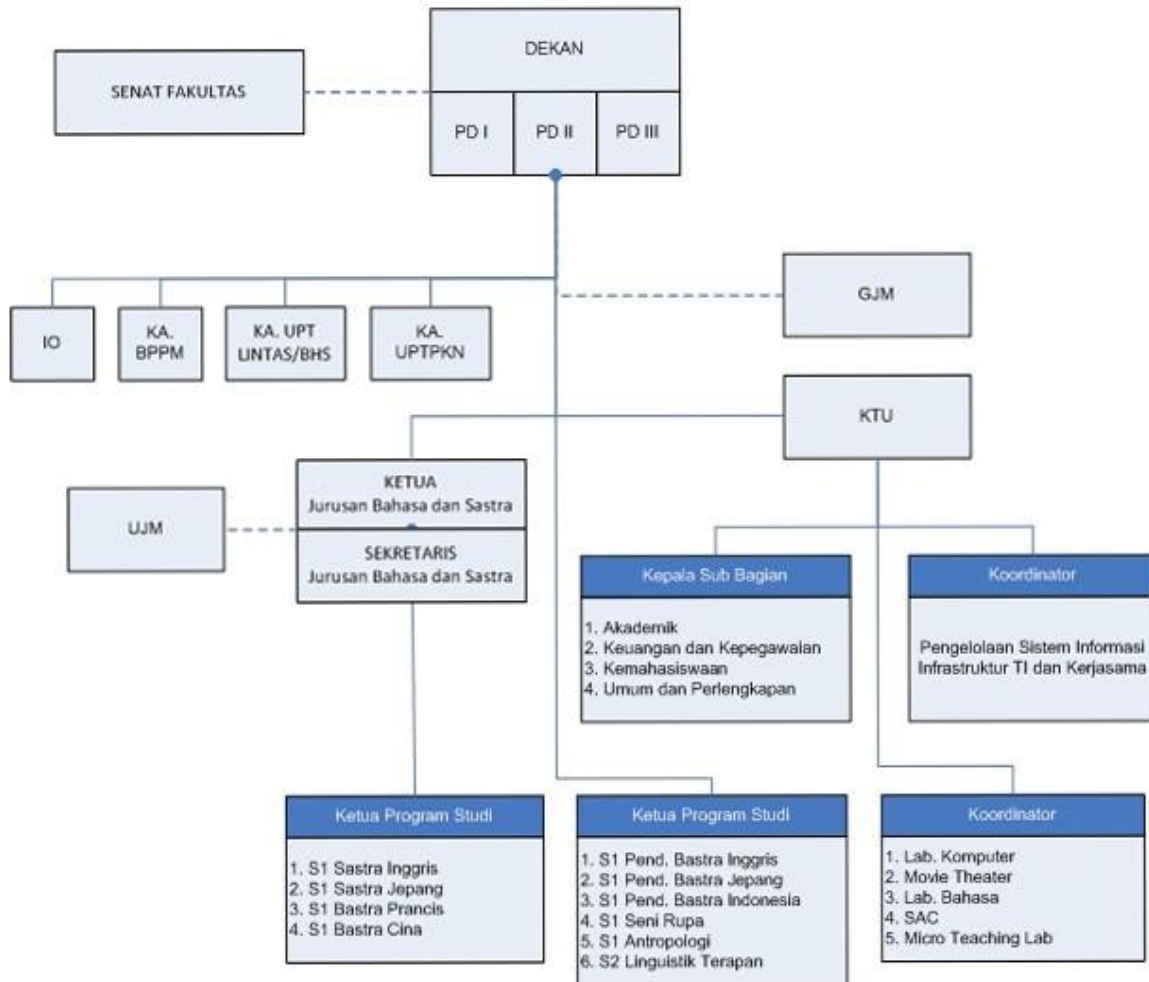 DEKAN
SENAT FAKULTAS
PD I
PD II
PD III
GJM
IO
KA.
BPPM
KA. UPT
LINTAS/BHS
KA.
UPTPKN
KTU
KETUA
Jurusan Bahasa dan Sastra
UJM
SEKRETARIS
Jurusan Bahasa dan Sastra
Kepala Sub Bagian
1. Akademik
2. Keuangan dan Kepegawaian
3. Kemahasiswaan
4. Umum dan Perlengkapan
Koordinator
Pengelolaan Sistem Informasi
Infrastruktur TI dan Kerjasama
Ketua Program Studi
1. S1 Sastra Inggris
2. S1 Sastra Jepang
3. S1 Bastra Prancis
4. S1 Bastra Cina
Ketua Program Studi
1. S1 Pend. Bastra Inggris
2. S1 Pend. Bastra Jepang
3. S1 Pend. Bastra Indonesia
4. S1 Seni Rupa
5. S1 Antropologi
6. S2 Linguistik Terapan
Koordinator
1. Lab. Komputer
2. Movie Theater
3. Lab. Bahasa
4. SAC
5. Micro Teaching Lab